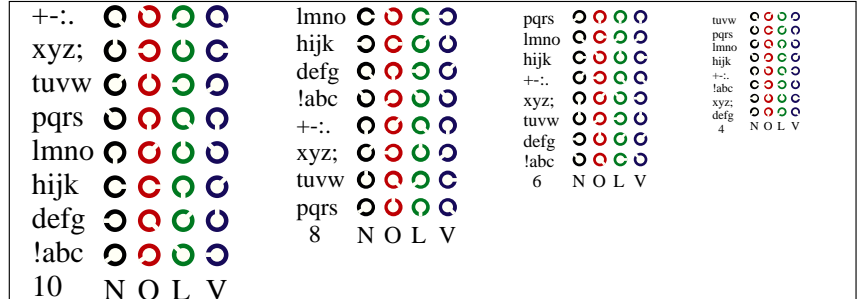 +-:.
xyz;
tuvw
pqrs
lmno
hijk
defg
!abc
10 N O L V
lmno
hijk
defg
!abc
+-:.
xyz;
tuvw
pqrs
8 N O L V
pqrs
lmno
hijk
+-:.
xyz;
tuvw
defg
!abc
6 N O L V
tuvw
pqrs
lmno
hijk
+-:.
!abc
xyz;
defg
4 N O L V